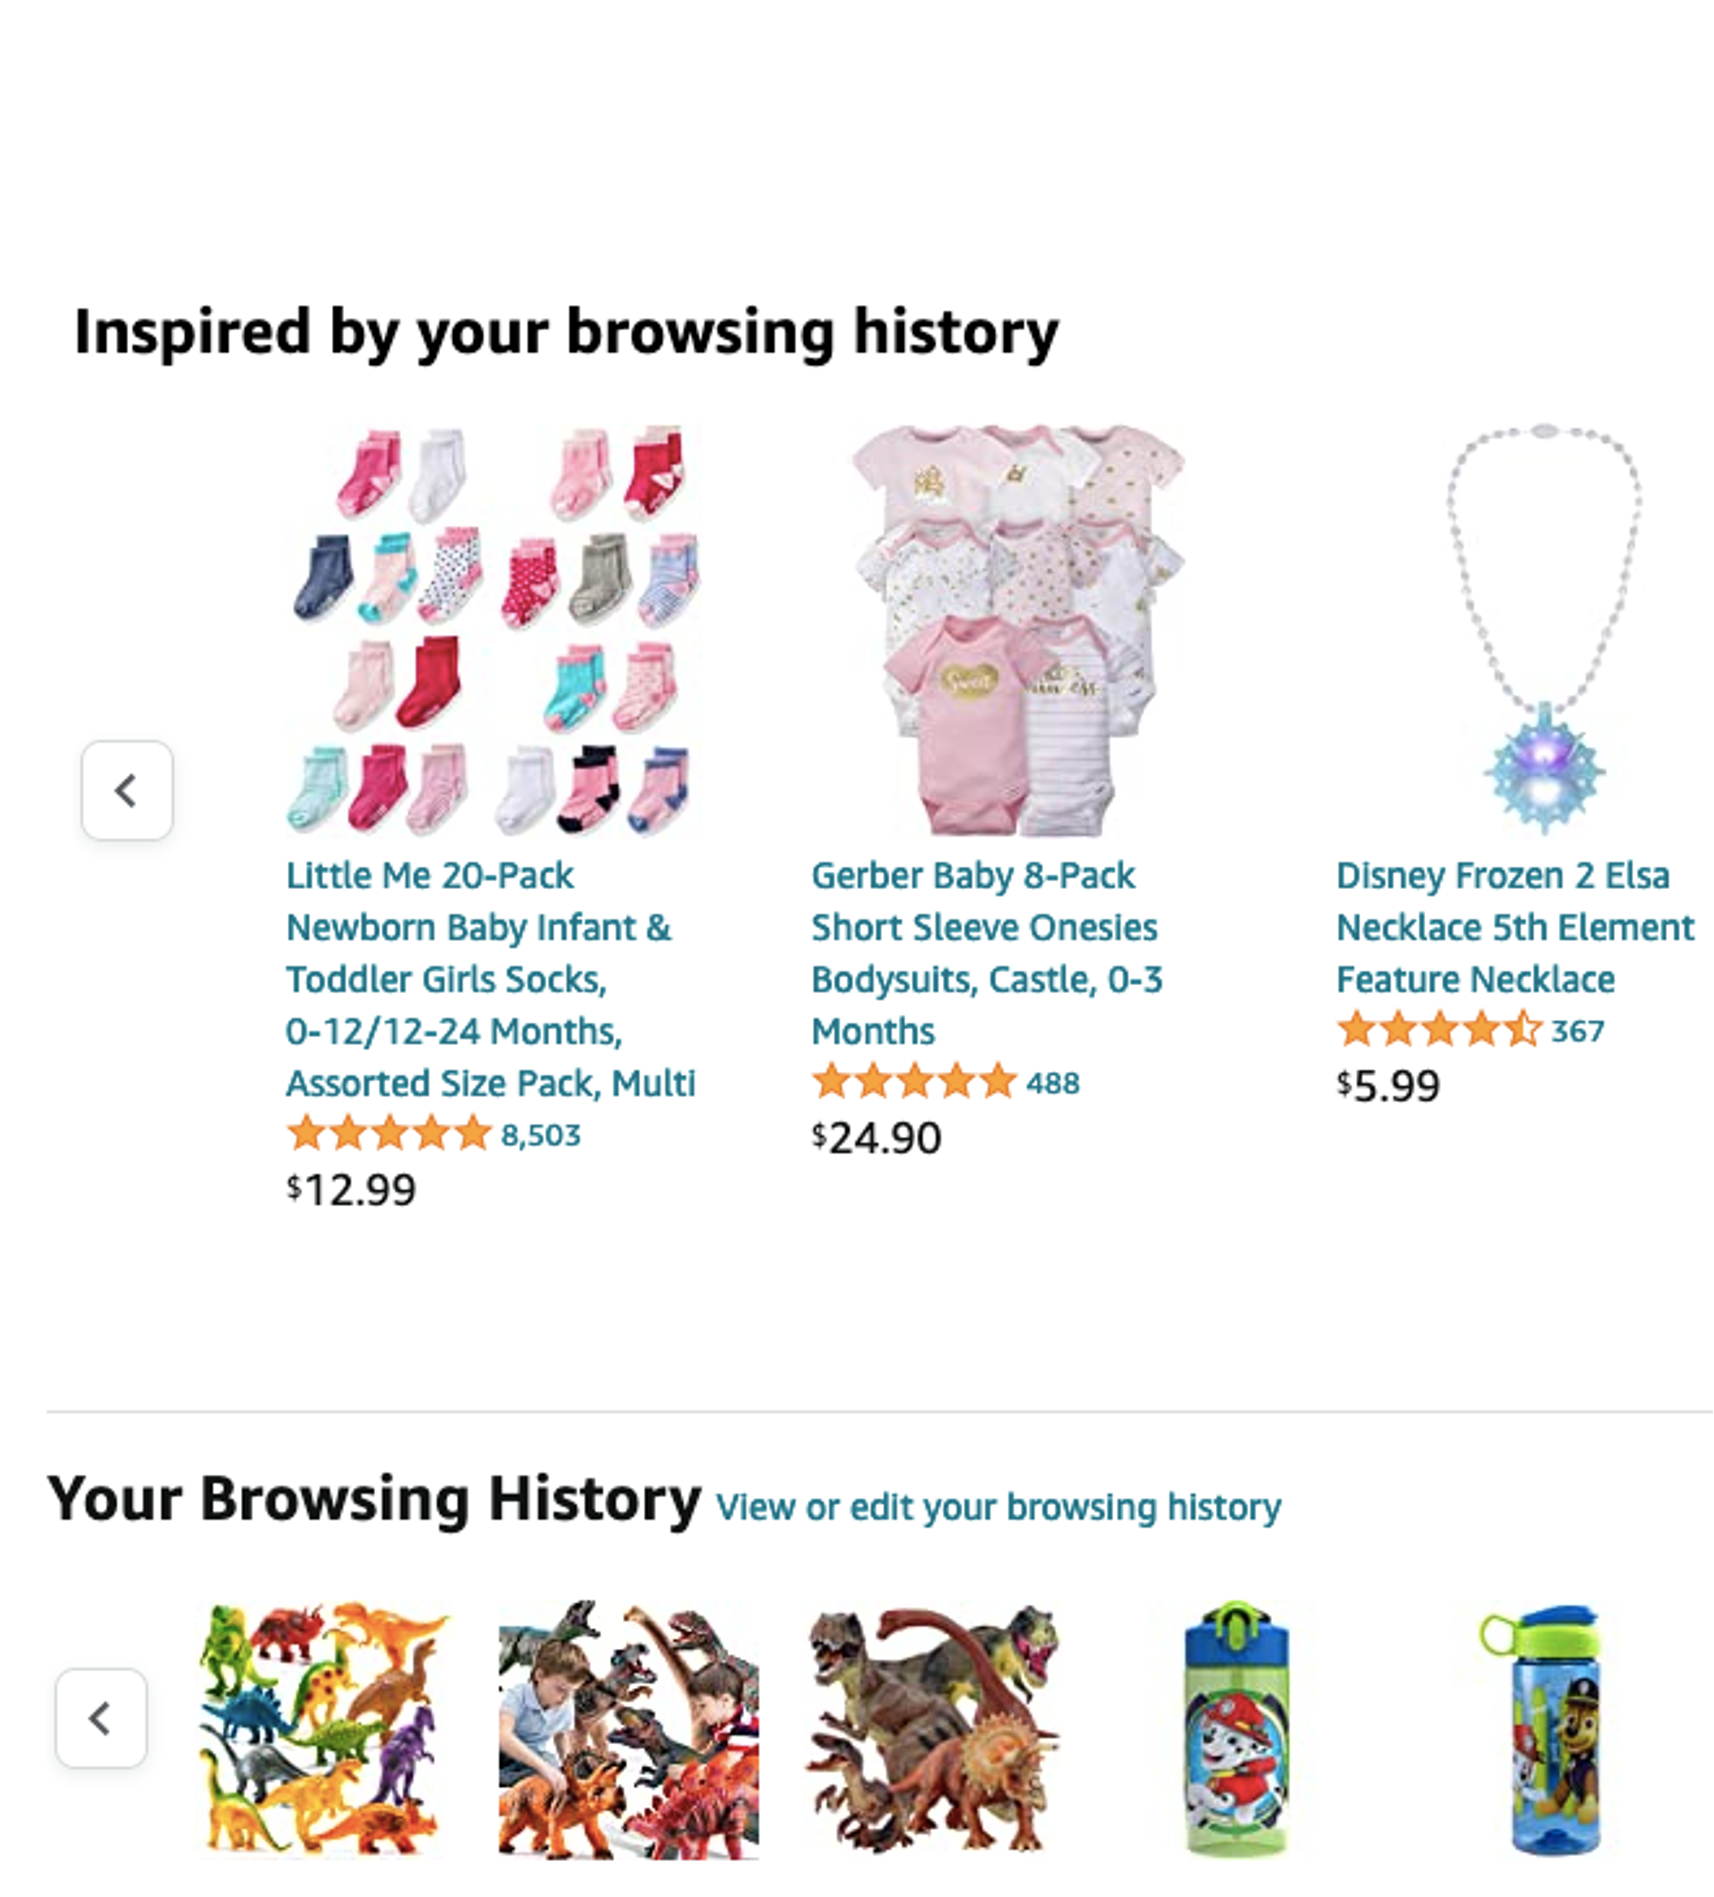 Inspired by your browsing history
Little Me 20-Pack
Newborn Baby Infant &
Toddler Girls Socks,
0-12/12-24 Months,
Assorted Size Pack, Multi
8,503
$12.99
Sweet
Gerber Baby 8-Pack
Short Sleeve Onesies
Bodysuits, Castle, 0-3
Months
488
$24.90
Disney Frozen 2 Elsa
Necklace 5th Element
Feature Necklace
367
$5.99
Your Browsing History View or edit your browsing history